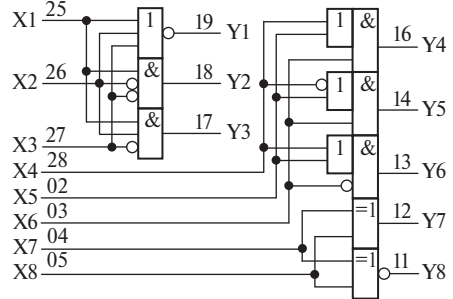 X1 25 1 19 Y1 1 & 16 Y4
X2 26 & 18 Y2 1 & 14 Y5
& 17 Y3
X3 27
X4 28 1 & 13 Y6
X5 02
X6 03 =1 12 Y7
X7 04
X8 05 =1 11 Y8